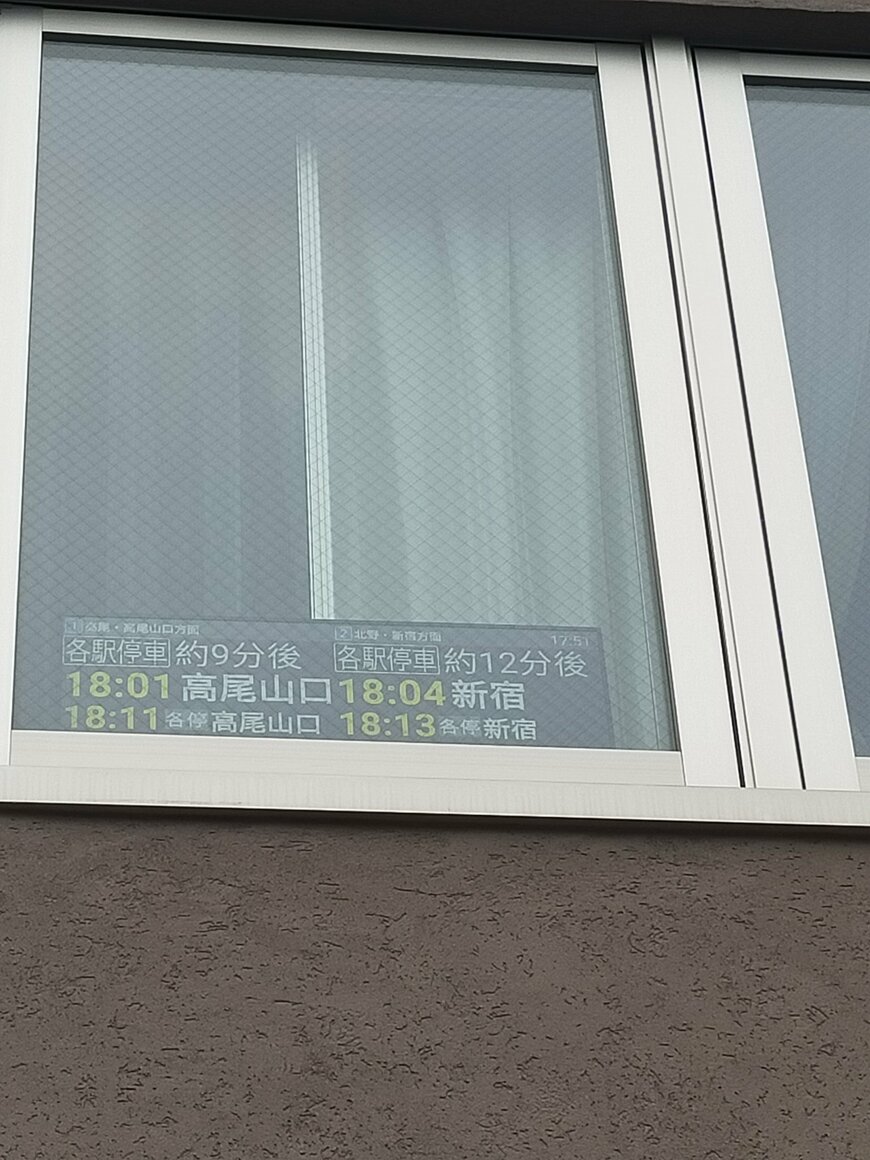 1 高尾・高尾山口方面
各駅停車 約9分後
18:01 高尾山口
18:11 各停 高尾山口
2 北野・新宿方面 17:51
各駅停車 約12分後
18:04 新宿
18:13 各停 新宿